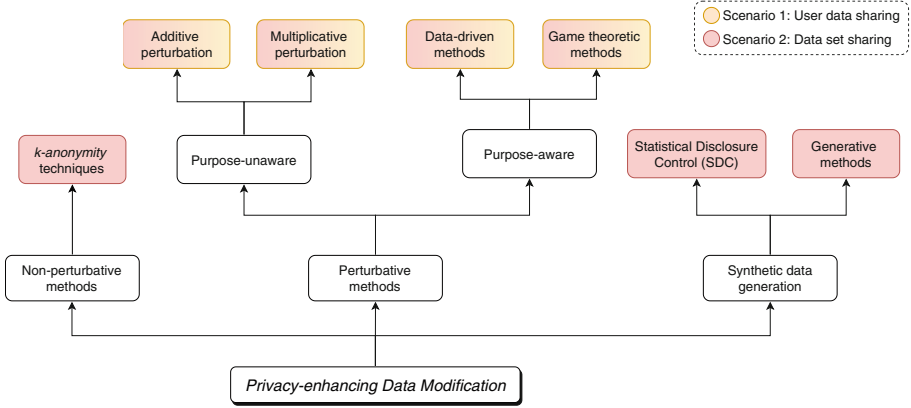 Scenario 1: User data sharing
Scenario 2: Data set sharing
Additive
perturbation
Multiplicative
perturbation
Data-driven
methods
Game theoretic
methods
k-anonymity
techniques
Purpose-unaware
Purpose-aware
Statistical Disclosure
Control (SDC)
Generative
methods
Non-perturbative
methods
Perturbative
methods
Synthetic data
generation
Privacy-enhancing Data Modification